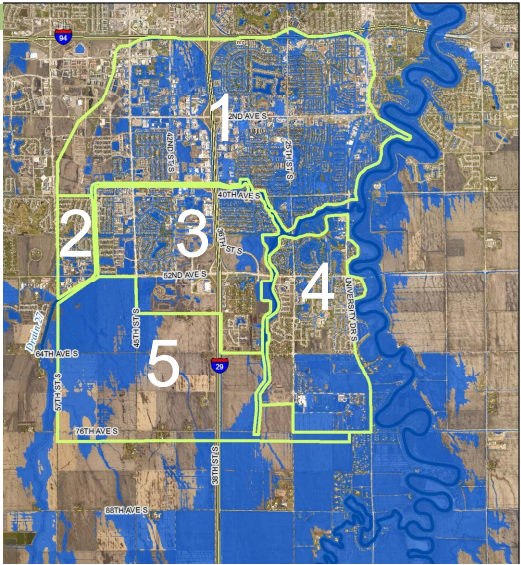 94
1
2ND AVE S
42ND ST S
25TH ST S
40TH AVE S
2
3
36TH ST S
4
52ND AVE S
UNIVERSITY DR S
Drain 27
45TH ST S
64TH AVE S
5
29
57TH ST S
76TH AVE S
38TH ST S
88TH AVE S